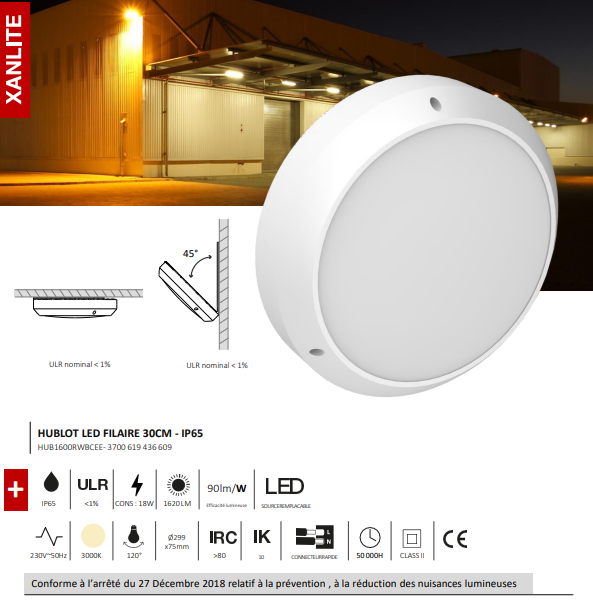 XANLITE
45°
ULR nominal < 1%
ULR nominal < 1%
HUBLOT LED FILAIRE 30CM - IP65
HUB1600RWBCEE- 3700 619 436 609
+
IP65
ULR
<1%
CONS : 18W
1620 LM
90lm/W
Efficacité lumineuse
LED
SOURCE REMPLACABLE
230V~50Hz
3000K
120°
Ø299
x75mm
IRC
>80
IK
10
L
N
CONNECTEUR RAPIDE
50 000H
CLASS II
CE
Conforme à l'arrêté du 27 Décembre 2018 relatif à la prévention , à la réduction des nuisances lumineuses